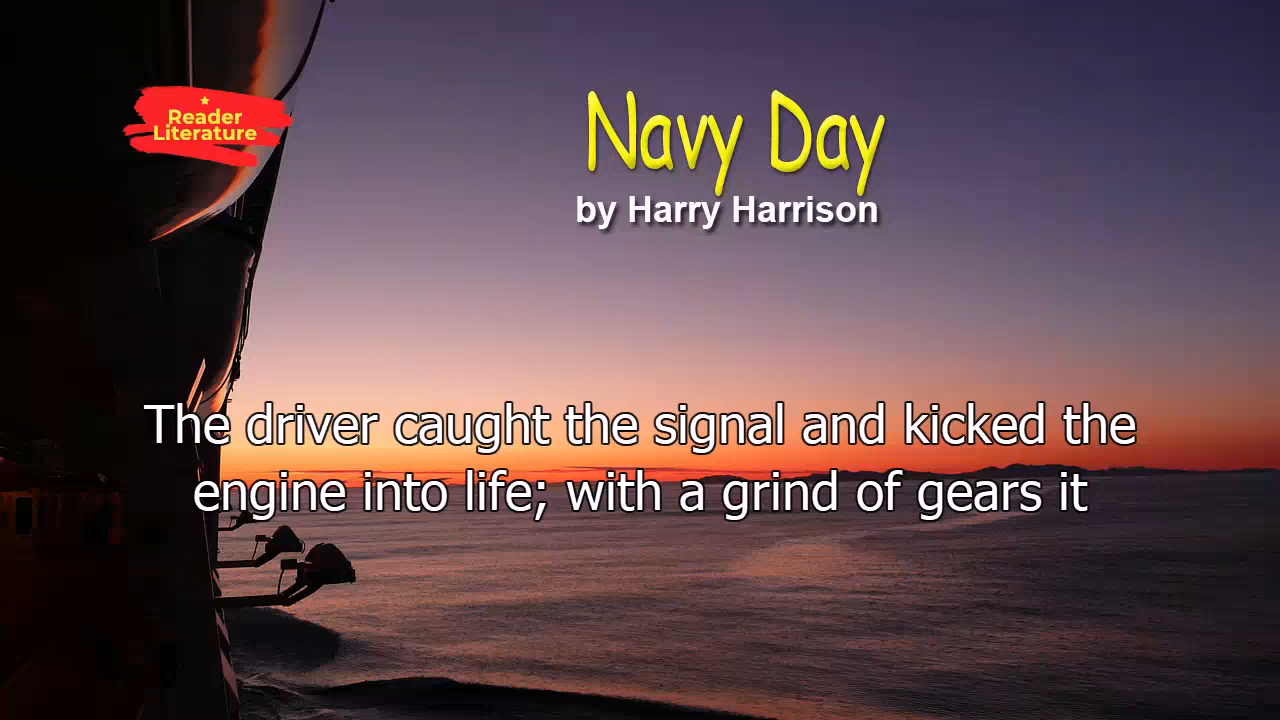 Reader
Literature
Navy Day
by Harry Harrison
The driver caught the signal and kicked the
engine into life; with a grind of gears it